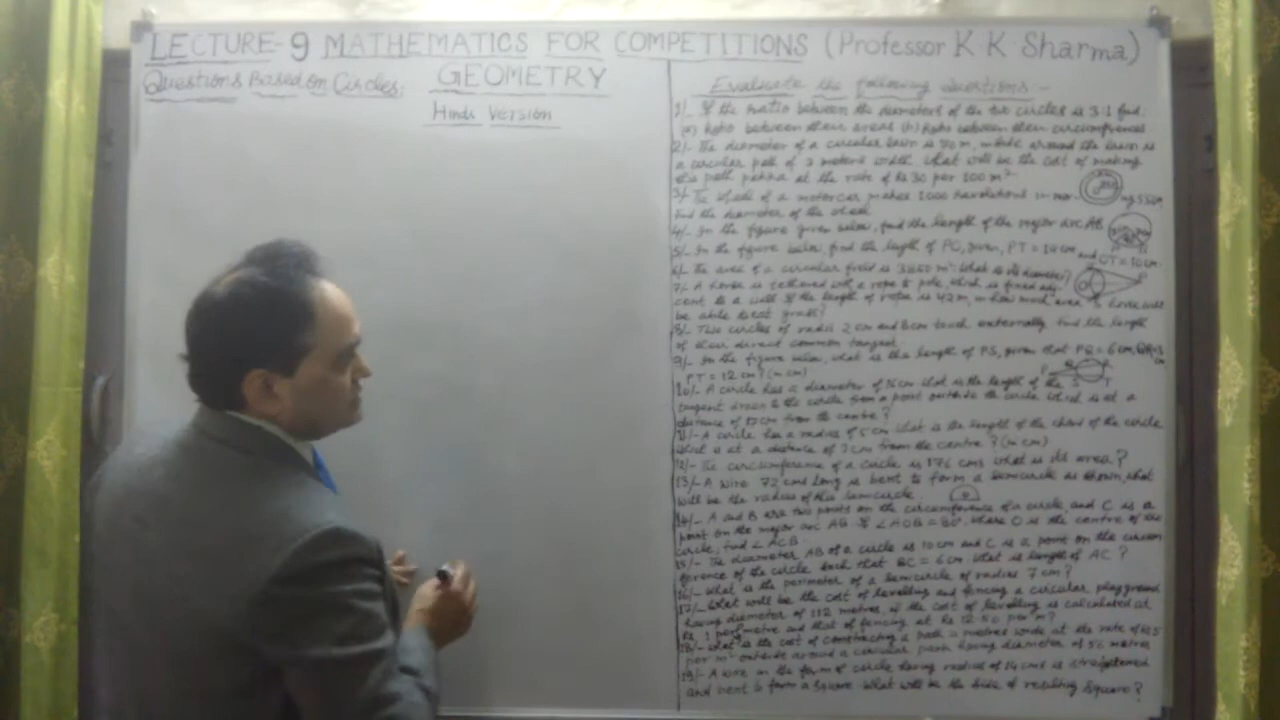 LECTURE-9 MATHEMATICS FOR COMPETITIONS (Professor K K Sharma)
GEOMETRY
Questions Based on Circles:
Hindi Version
Evaluate the following questions:-
1/- If the ratio between the diameters of the two circles is 3:1 find:
(a) Ratio between their areas (b) Ratio between their circumferences
2/- The diameter of a circular basin is m, around the basin is
a circular path of meters width. What will be the cost of making
this path pakka at the rate of Rs 30 per 100 m²
3/- The wheel of a motorcar makes 1000 revolutions in
Find the diameter of the wheel
4/- In the figure given below, find the length of the major arc AB
5/- In the figure below, find the length of PO, given, PT = 14 cm and OT = 10 cm.
6/- The area of a circular field is 3850 m². What is its diameter?
7/- A horse is tethered with a rope to pole, which is fixed adj-
cent to a wall. If the length of rope is 42 m, in how much area horse will
be able to eat grass?
8/- Two circles of radii 2 cm and 8 cm touch externally. Find the length
of their direct common tangent.
9/- In the figure below, what is the length of PS, given that PQ = 6 cm,
PT = 12 cm? (in cm)
10/- A circle has a diameter of 16 cm. What is the length of the
tangent drawn to the circle from a point outside the circle which is at a
distance of cm from the centre?
11/- A circle has a radius of 5 cm. What is the length of the chord of the circle
which is at a distance of cm from the centre? (in cm)
12/- The circumference of a circle is 176 cms. What is its area?
13/- A wire 72 cms long is bent to form a semicircle as shown, what
will be the radius of this semicircle.
14/- A and B are two points on the circumference of a circle, and C is a
point on the major arc AB. If ∠AOB = 80°. Where O is the centre of the
circle, find ∠ACB
15/- The diameter AB of a circle is 10 cm and C is a point on the circum
ference of the circle such that BC = 6 cm. What is length of AC?
16/- What is the perimeter of a semicircle of radius 7 cm?
17/- What will be the cost of levelling and fencing a circular playground
having diameter of 112 metres, if the cost of levelling is calculated at
Rs. 1 per metre and that of fencing at Rs 12.50 per m?
18/- What is the cost of constructing a path metres wide at the rate of Rs 5
per m² outside around a circular park having diameter of 56 metres
19/- A wire in the form of circle having radius of 14 cms is straightened
and bent to form a square. What will be the side of resulting square?